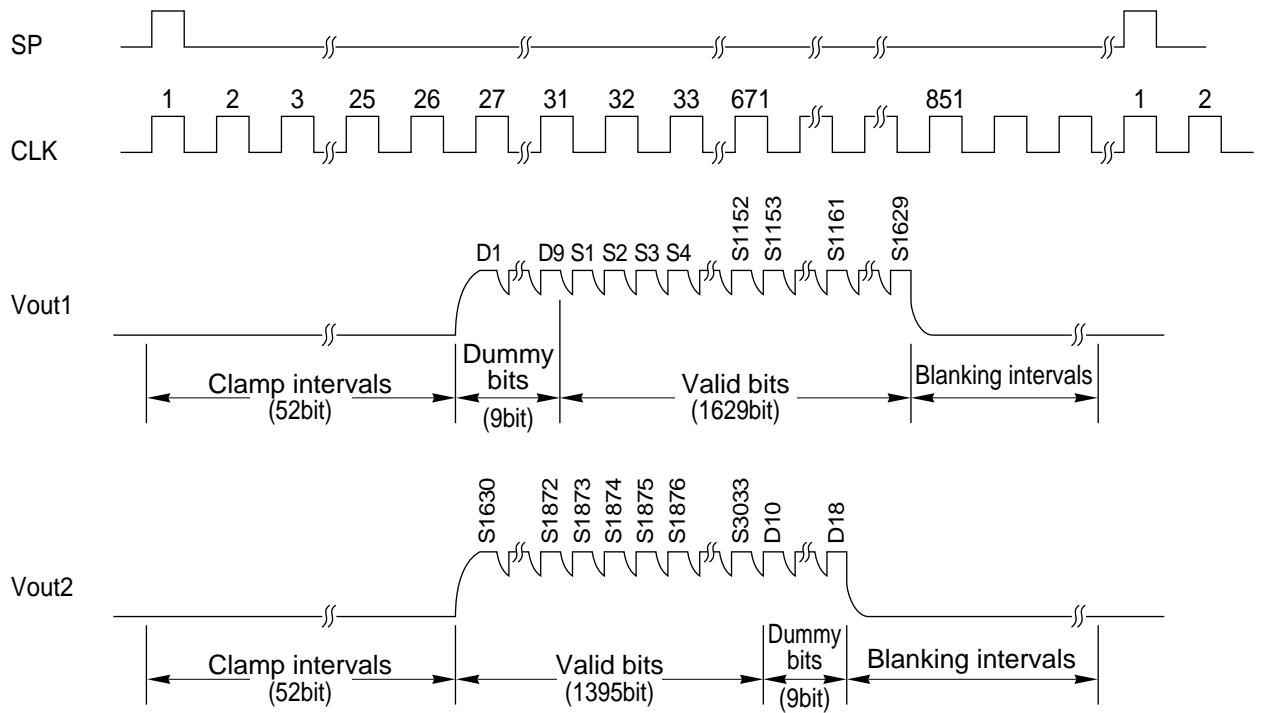 SP
1 2 3 25 26 27 31 32 33 671 851 1 2
CLK
S1152 S1153 S1161 S1629
D1 D9 S1 S2 S3 S4
Vout1
Dummy
bits
(9bit)
Clamp intervals
(52bit)
Valid bits
(1629bit)
Blanking intervals
S1630 S1872 S1873 S1874 S1875 S1876 S3033 D10 D18
Vout2
Clamp intervals
(52bit)
Valid bits
(1395bit)
Dummy
bits
(9bit)
Blanking intervals